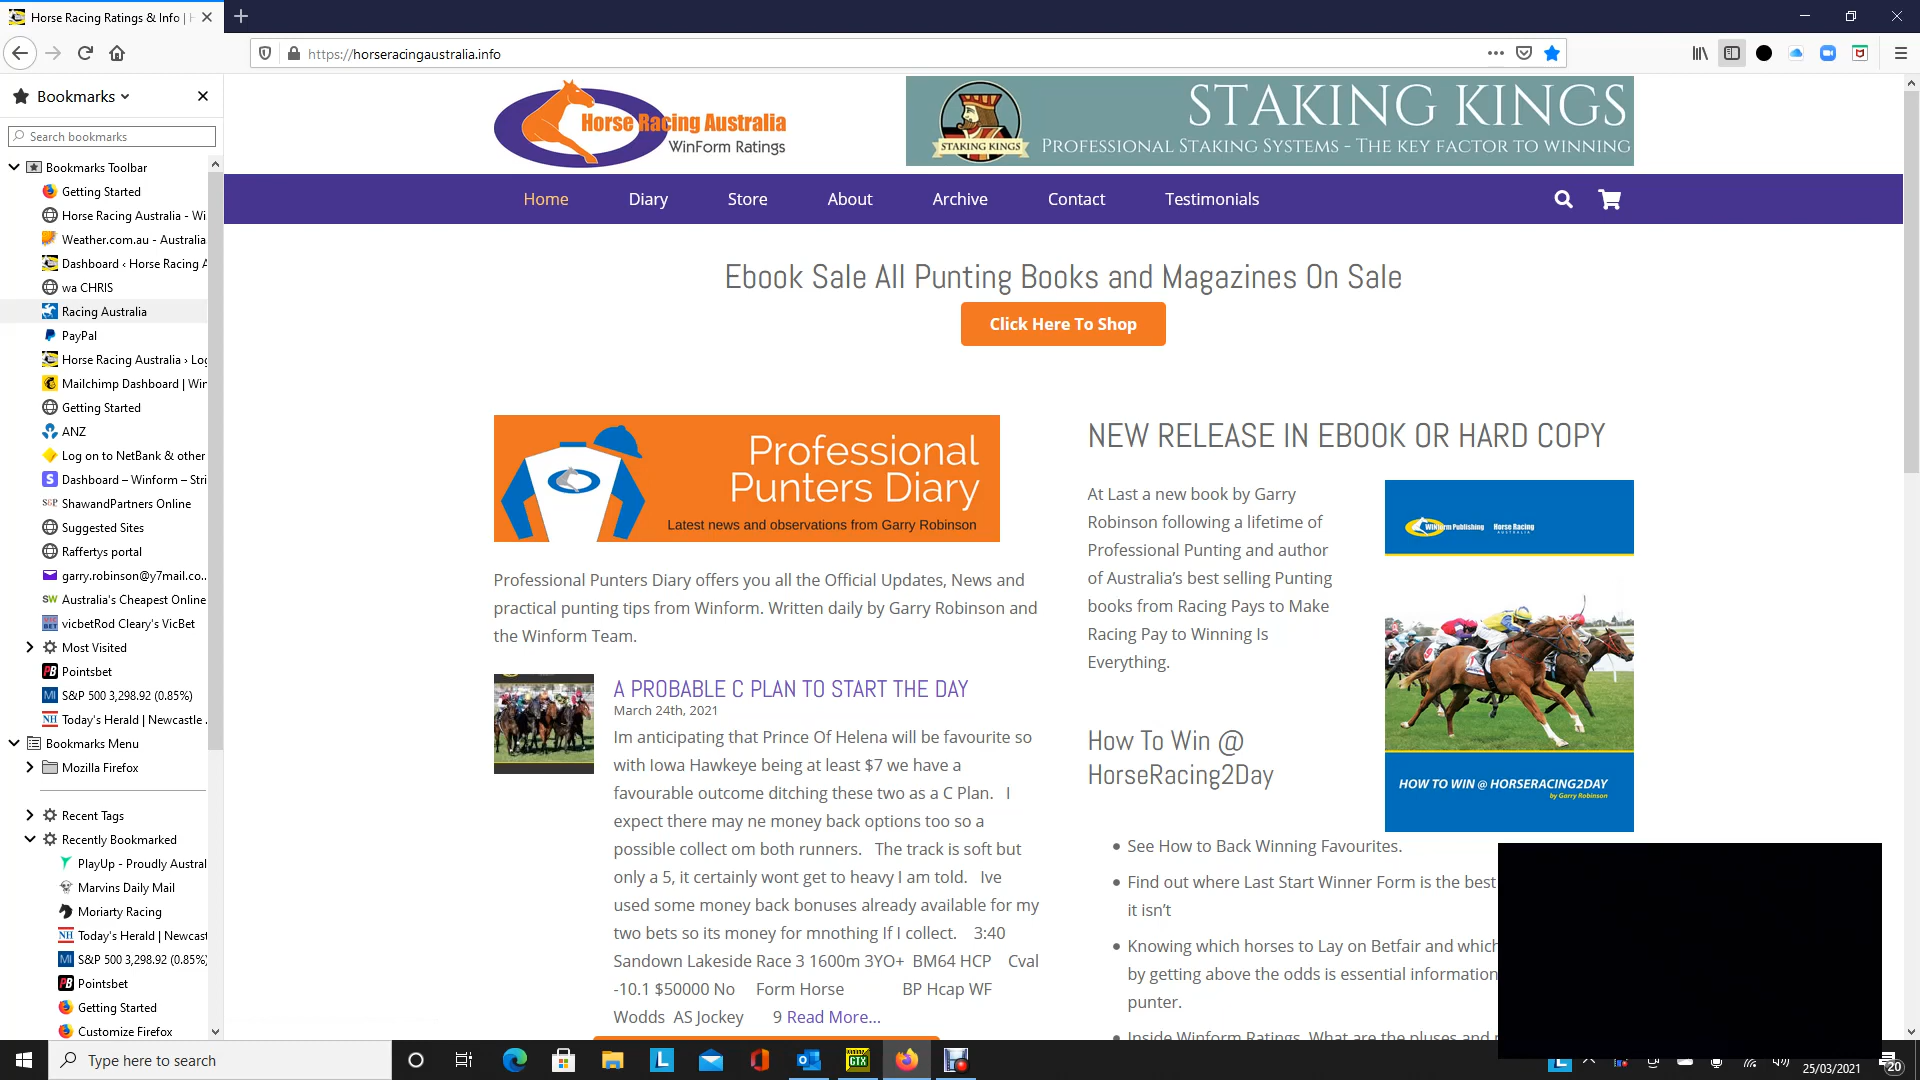 Horse Racing Ratings & Info | H
https://horseracingaustralia.info
Bookmarks
Search bookmarks
Bookmarks Toolbar
Getting Started
Horse Racing Australia - Wi
Weather.com.au - Australia
Dashboard ‹ Horse Racing A
wa CHRIS
Racing Australia
PayPal
Horse Racing Australia › Log
Mailchimp Dashboard | Win
Getting Started
ANZ
Log on to NetBank & other
Dashboard – Winform – Stri
ShawandPartners Online
Suggested Sites
Raffertys portal
garry.robinson@y7mail.co...
Australia's Cheapest Online
vicbetRod Cleary's VicBet
Most Visited
Pointsbet
S&P 500 3,298.92 (0.85%)
Today's Herald | Newcastle .
Bookmarks Menu
Mozilla Firefox
Recent Tags
Recently Bookmarked
PlayUp - Proudly Austral
Marvins Daily Mail
Moriarty Racing
Today's Herald | Newcast
S&P 500 3,298.92 (0.85%)
Pointsbet
Getting Started
Customize Firefox
Horse Racing Australia
WinForm Ratings
STAKING KINGS
STAKING KINGS
PROFESSIONAL STAKING SYSTEMS - THE KEY FACTOR TO WINNING
Home Diary Store About Archive Contact Testimonials
Ebook Sale All Punting Books and Magazines On Sale
Click Here To Shop
Professional
Punters Diary
Latest news and observations from Garry Robinson
Professional Punters Diary offers you all the Official Updates, News and
practical punting tips from Winform. Written daily by Garry Robinson and
the Winform Team.
A PROBABLE C PLAN TO START THE DAY
March 24th, 2021
Im anticipating that Prince Of Helena will be favourite so
with Iowa Hawkeye being at least $7 we have a
favourable outcome ditching these two as a C Plan. I
expect there may ne money back options too so a
possible collect om both runners. The track is soft but
only a 5, it certainly wont get to heavy I am told. Ive
used some money back bonuses already available for my
two bets so its money for mnothing If I collect. 3:40
Sandown Lakeside Race 3 1600m 3YO+ BM64 HCP Cval
-10.1 $50000 No Form Horse BP Hcap WF
Wodds AS Jockey 9 Read More...
NEW RELEASE IN EBOOK OR HARD COPY
At Last a new book by Garry
Robinson following a lifetime of
Professional Punting and author
of Australia's best selling Punting
books from Racing Pays to Make
Racing Pay to Winning Is
Everything.
WinForm Publishing Horse Racing
AUSTRALIA
HOW TO WIN @ HORSERACING2DAY
by Garry Robinson
How To Win @
HorseRacing2Day
See How to Back Winning Favourites.
Find out where Last Start Winner Form is the best
it isn't
Knowing which horses to Lay on Betfair and which
by getting above the odds is essential information
punter.
Inside Winform Ratings. What are the pluses and
Type here to search
25/03/2021
20